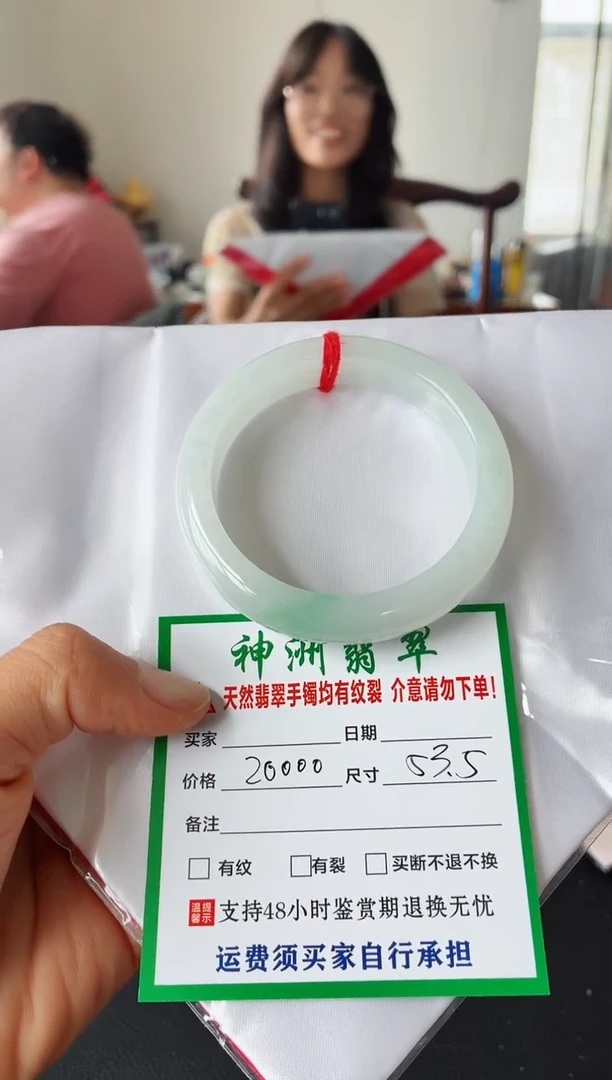 神洲翡翠
天然翡翠手镯均有纹裂 介意请勿下单!
买家 日期
价格 20000 尺寸 53.5
备注
有纹 有裂 买断不退不换
温馨提示 支持48小时鉴赏期退换无忧
运费须买家自行承担